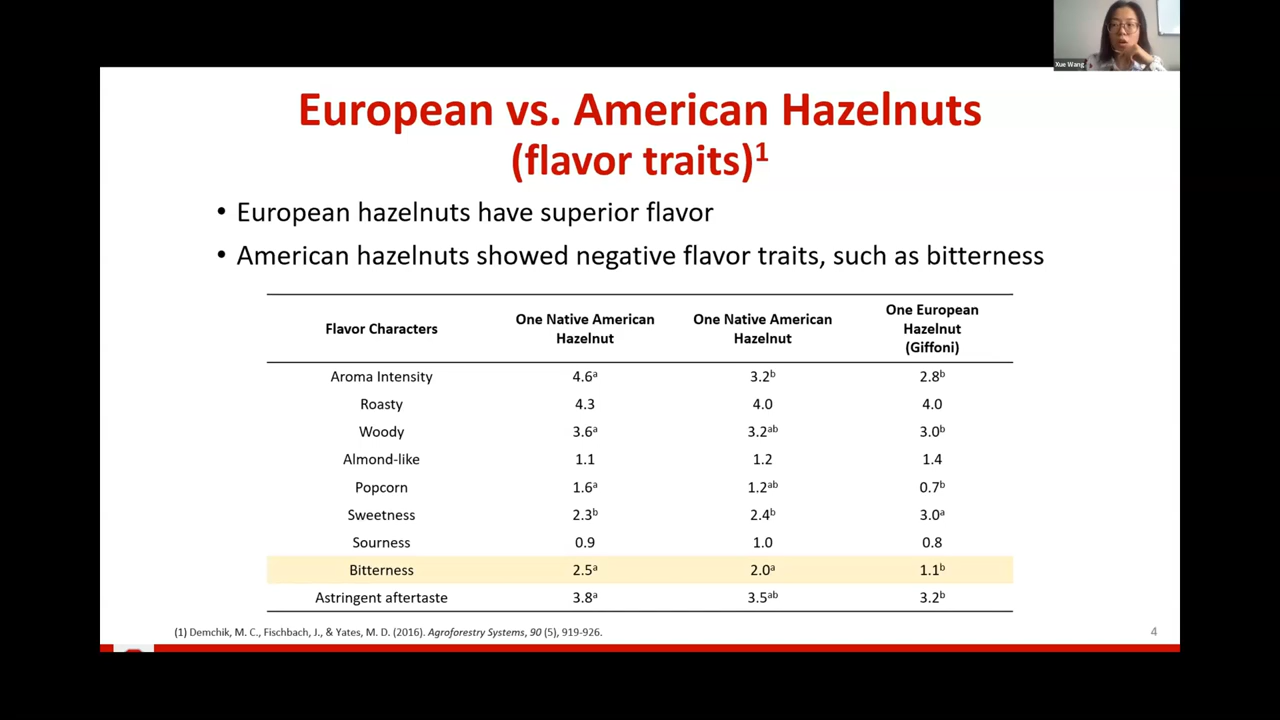 Xue Wang
European vs. American Hazelnuts
(flavor traits)¹
• European hazelnuts have superior flavor
• American hazelnuts showed negative flavor traits, such as bitterness
Flavor Characters One Native American Hazelnut One Native American Hazelnut One European Hazelnut (Giffoni)
Aroma Intensity 4.6ᵃ 3.2ᵇ 2.8ᵇ
Roasty 4.3 4.0 4.0
Woody 3.6ᵃ 3.2ᵃᵇ 3.0ᵇ
Almond-like 1.1 1.2 1.4
Popcorn 1.6ᵃ 1.2ᵃᵇ 0.7ᵇ
Sweetness 2.3ᵇ 2.4ᵇ 3.0ᵃ
Sourness 0.9 1.0 0.8
Bitterness 2.5ᵃ 2.0ᵃ 1.1ᵇ
Astringent aftertaste 3.8ᵃ 3.5ᵃᵇ 3.2ᵇ
(1) Demchik, M. C., Fischbach, J., & Yates, M. D. (2016). Agroforestry Systems, 90 (5), 919-926.
4